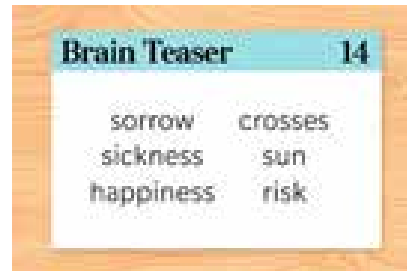 Brain Teaser 14
sorrow crosses
sickness sun
happiness risk